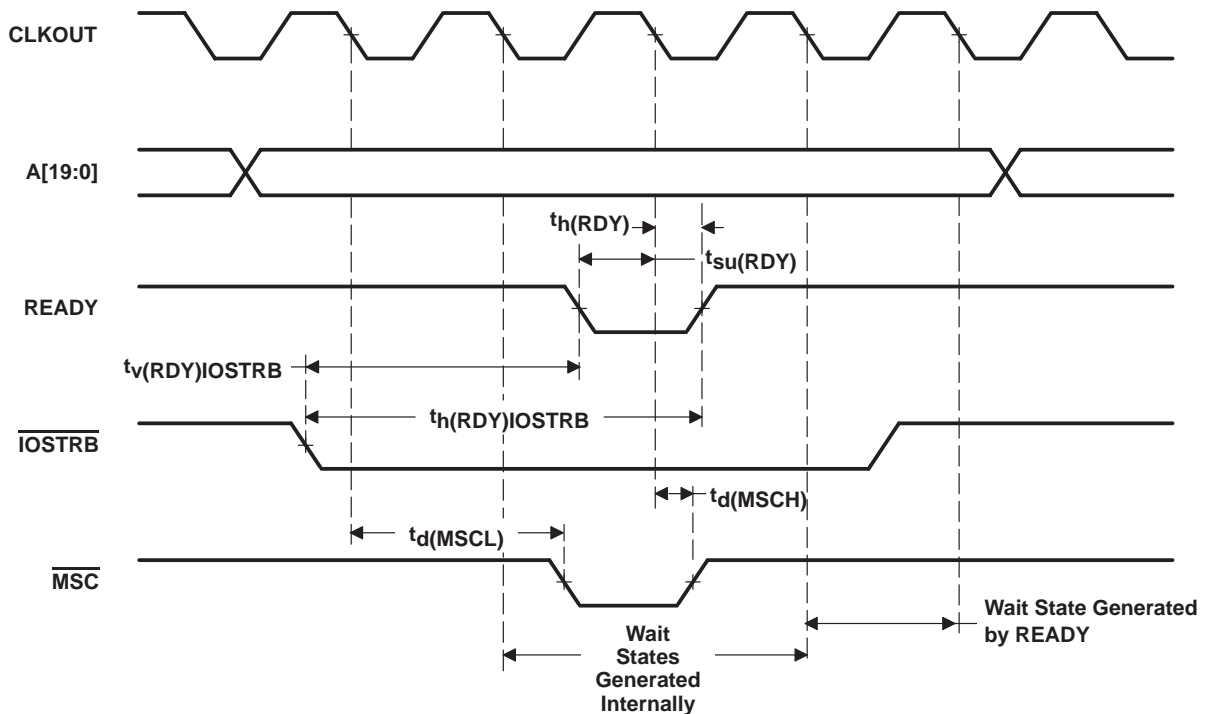 CLKOUT
A[19:0]
th(RDY)
tsu(RDY)
READY
tv(RDY)IOSTRB
th(RDY)IOSTRB
IOSTRB
td(MSCH)
td(MSCL)
MSC
Wait State Generated
by READY
Wait
States
Generated
Internally